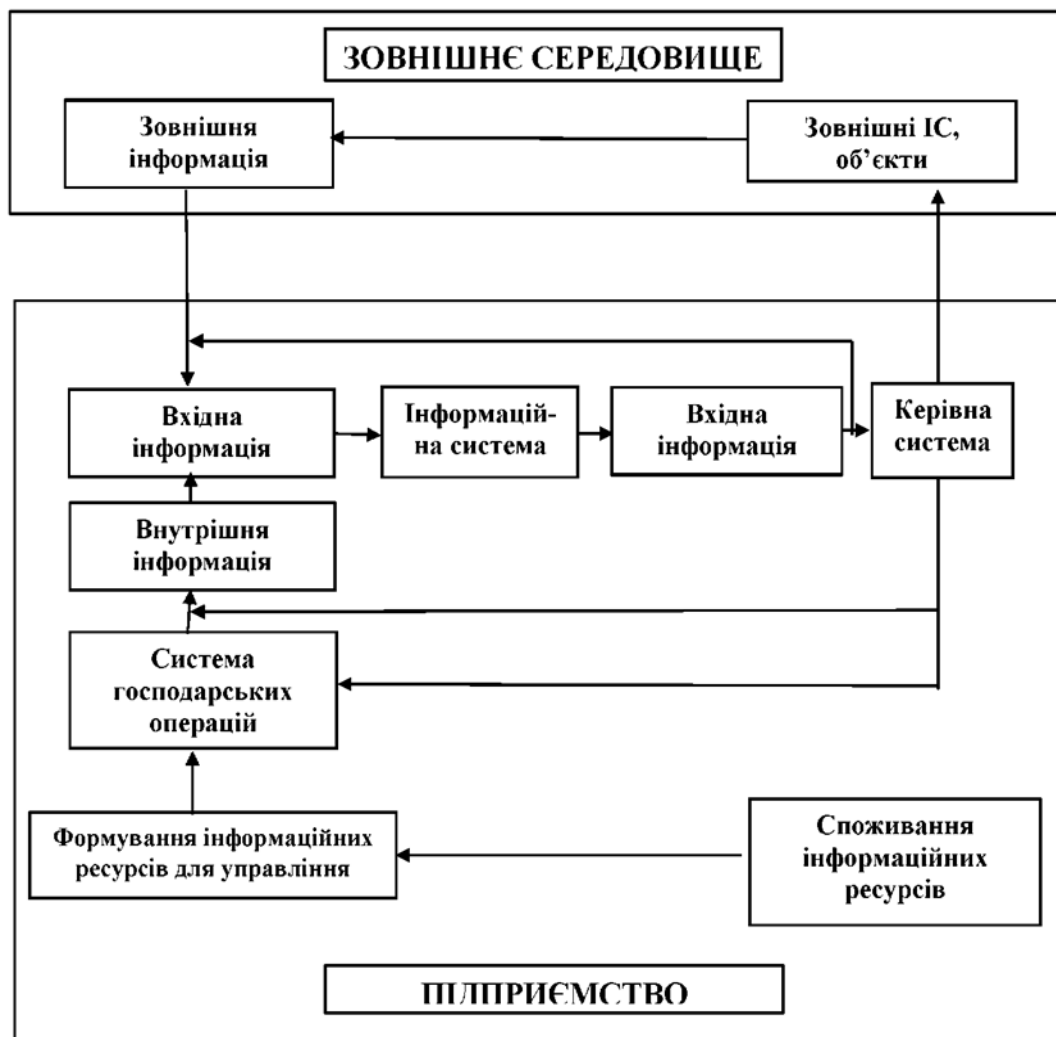 ЗОВНІШНЄ СЕРЕДОВИЩЕ
Зовнішня
інформація
Зовнішні ІС,
об’єкти
Вхідна
інформація
Інформацій-
на система
Вхідна
інформація
Керівна
система
Внутрішня
інформація
Система
господарських
операцій
Формування інформаційних
ресурсів для управління
Споживання
інформаційних
ресурсів
ПІДПРИЄМСТВО